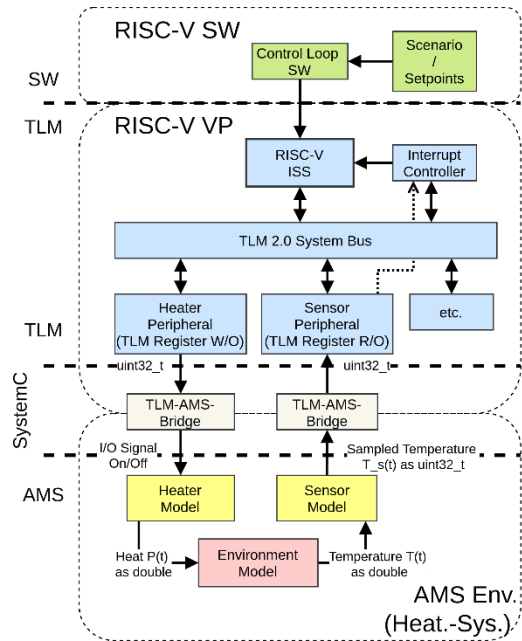 RISC-V SW
Control Loop
SW
Scenario
/
Setpoints
SW
TLM
RISC-V VP
RISC-V
ISS
Interrupt
Controller
TLM 2.0 System Bus
Heater
Peripheral
(TLM Register W/O)
Sensor
Peripheral
(TLM Register R/O)
etc.
TLM
uint32_t
uint32_t
SystemC
TLM-AMS-
Bridge
TLM-AMS-
Bridge
I/O Signal
On/Off
Sampled Temperature
T_s(t) as uint32_t
AMS
Heater
Model
Sensor
Model
Heat P(t)
as double
Environment
Model
Temperature T(t)
as double
AMS Env.
(Heat.-Sys.)